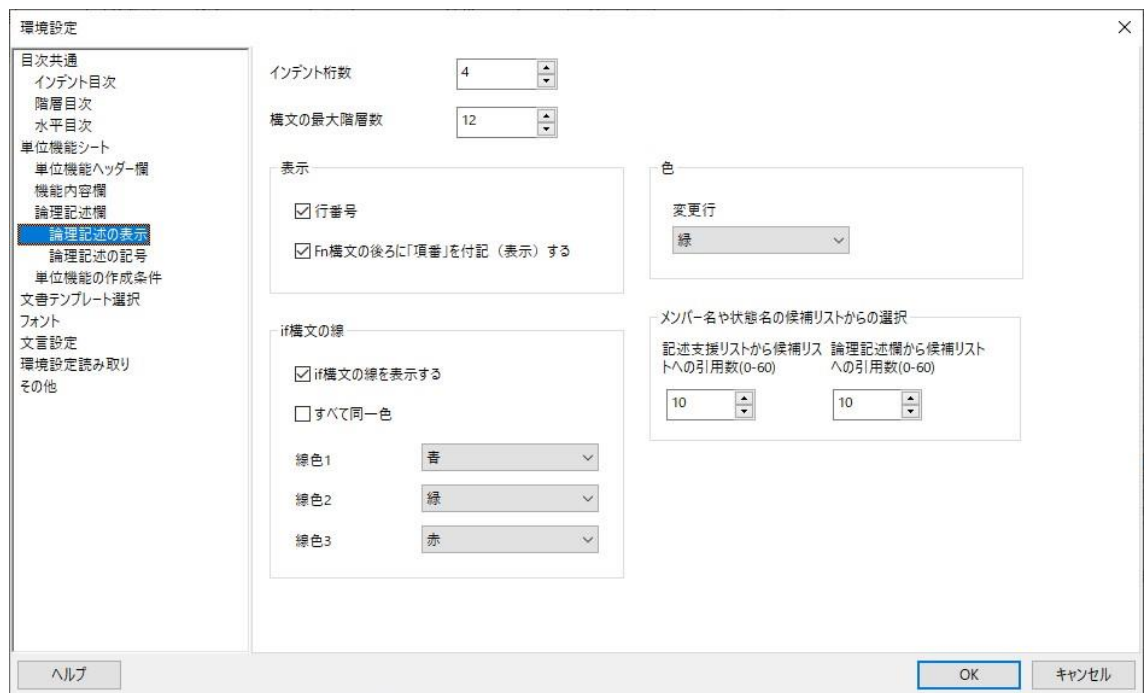 環境設定
目次共通
インデント目次
階層目次
水平目次
単位機能シート
単位機能ヘッダー欄
機能内容欄
論理記述欄
論理記述の表示
論理記述の記号
単位機能の作成条件
文書テンプレート選択
フォント
文言設定
環境設定読み取り
その他
インデント桁数
4
構文の最大階層数
12
表示
行番号
Fn構文の後ろに「項番」を付記（表示）する
色
変更行
緑
if構文の線
if構文の線を表示する
すべて同一色
線色1
青
線色2
緑
線色3
赤
メンバー名や状態名の候補リストからの選択
記述支援リストから候補リス
トへの引用数(0-60)
10
論理記述欄から候補リスト
への引用数(0-60)
10
ヘルプ
OK
キャンセル